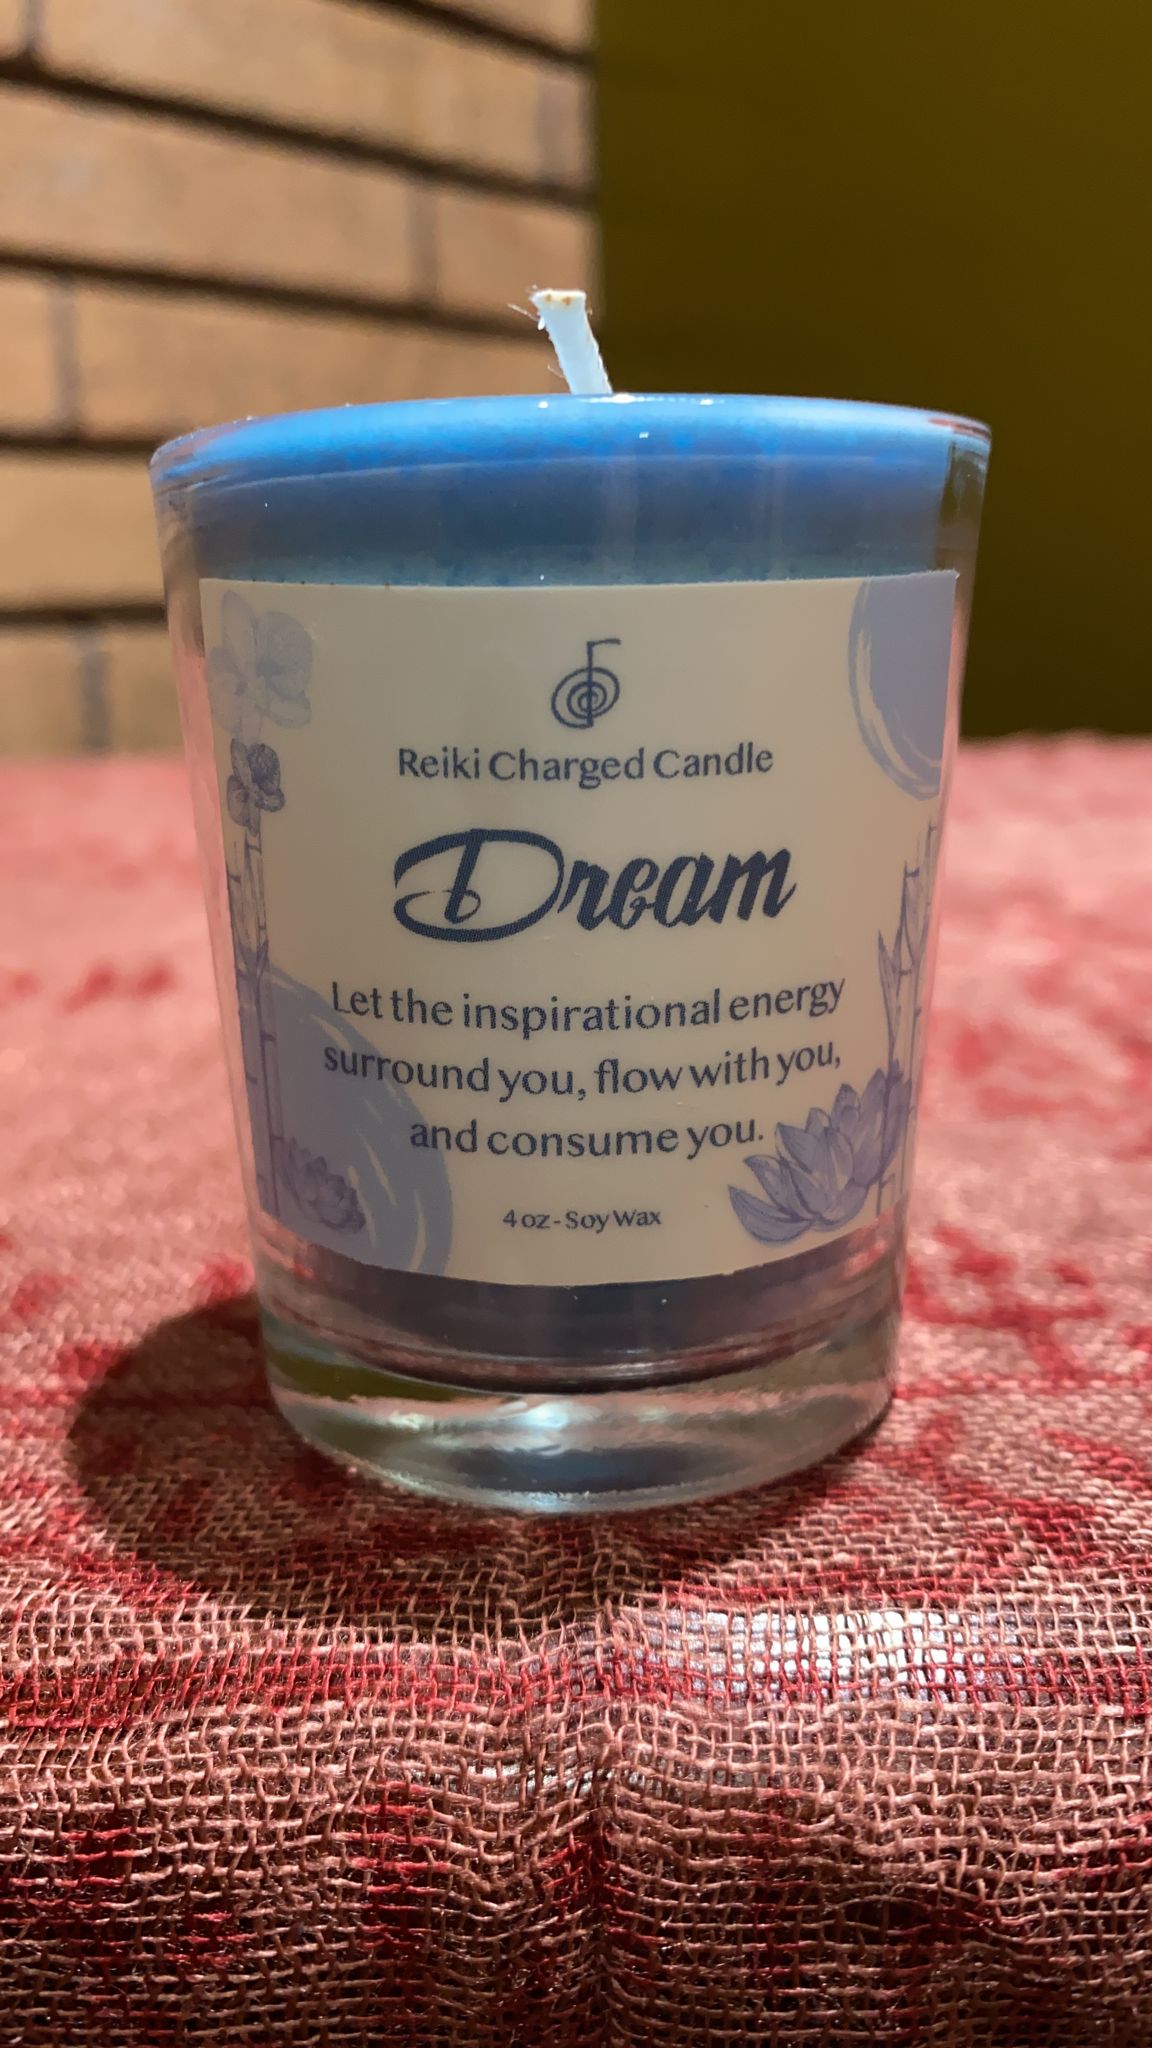 Reiki Charged Candle
Dream
Let the inspirational energy
surround you, flow with you,
and consume you.
4 oz - Soy Wax